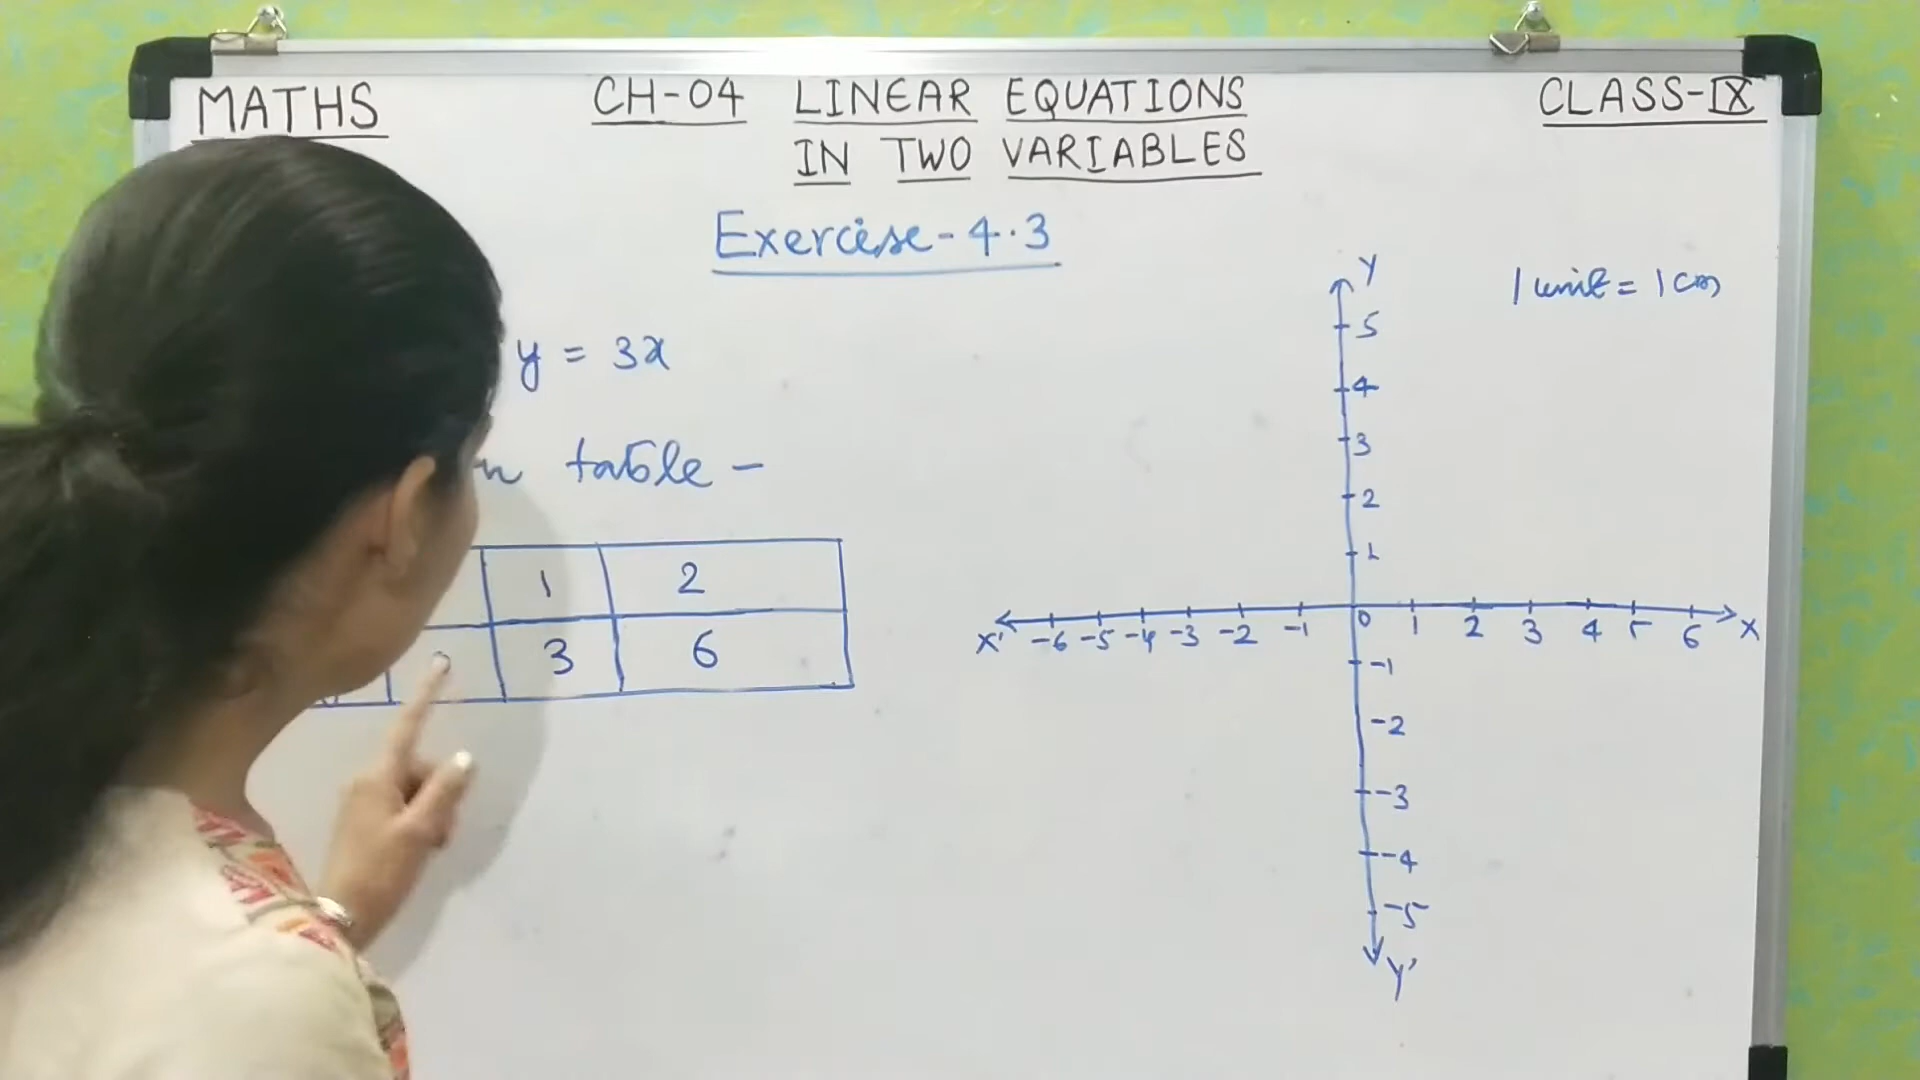 MATHS CH-04 LINEAR EQUATIONS CLASS-IX
IN TWO VARIABLES
Exercise-4.3
1 unit = 1 cm
y = 3x
table -
1 2
3 6
Y
5
4
3
2
1
X' -6 -5 -4 -3 -2 -1 0 1 2 3 4 5 6 X
-1
-2
-3
-4
-5
Y'